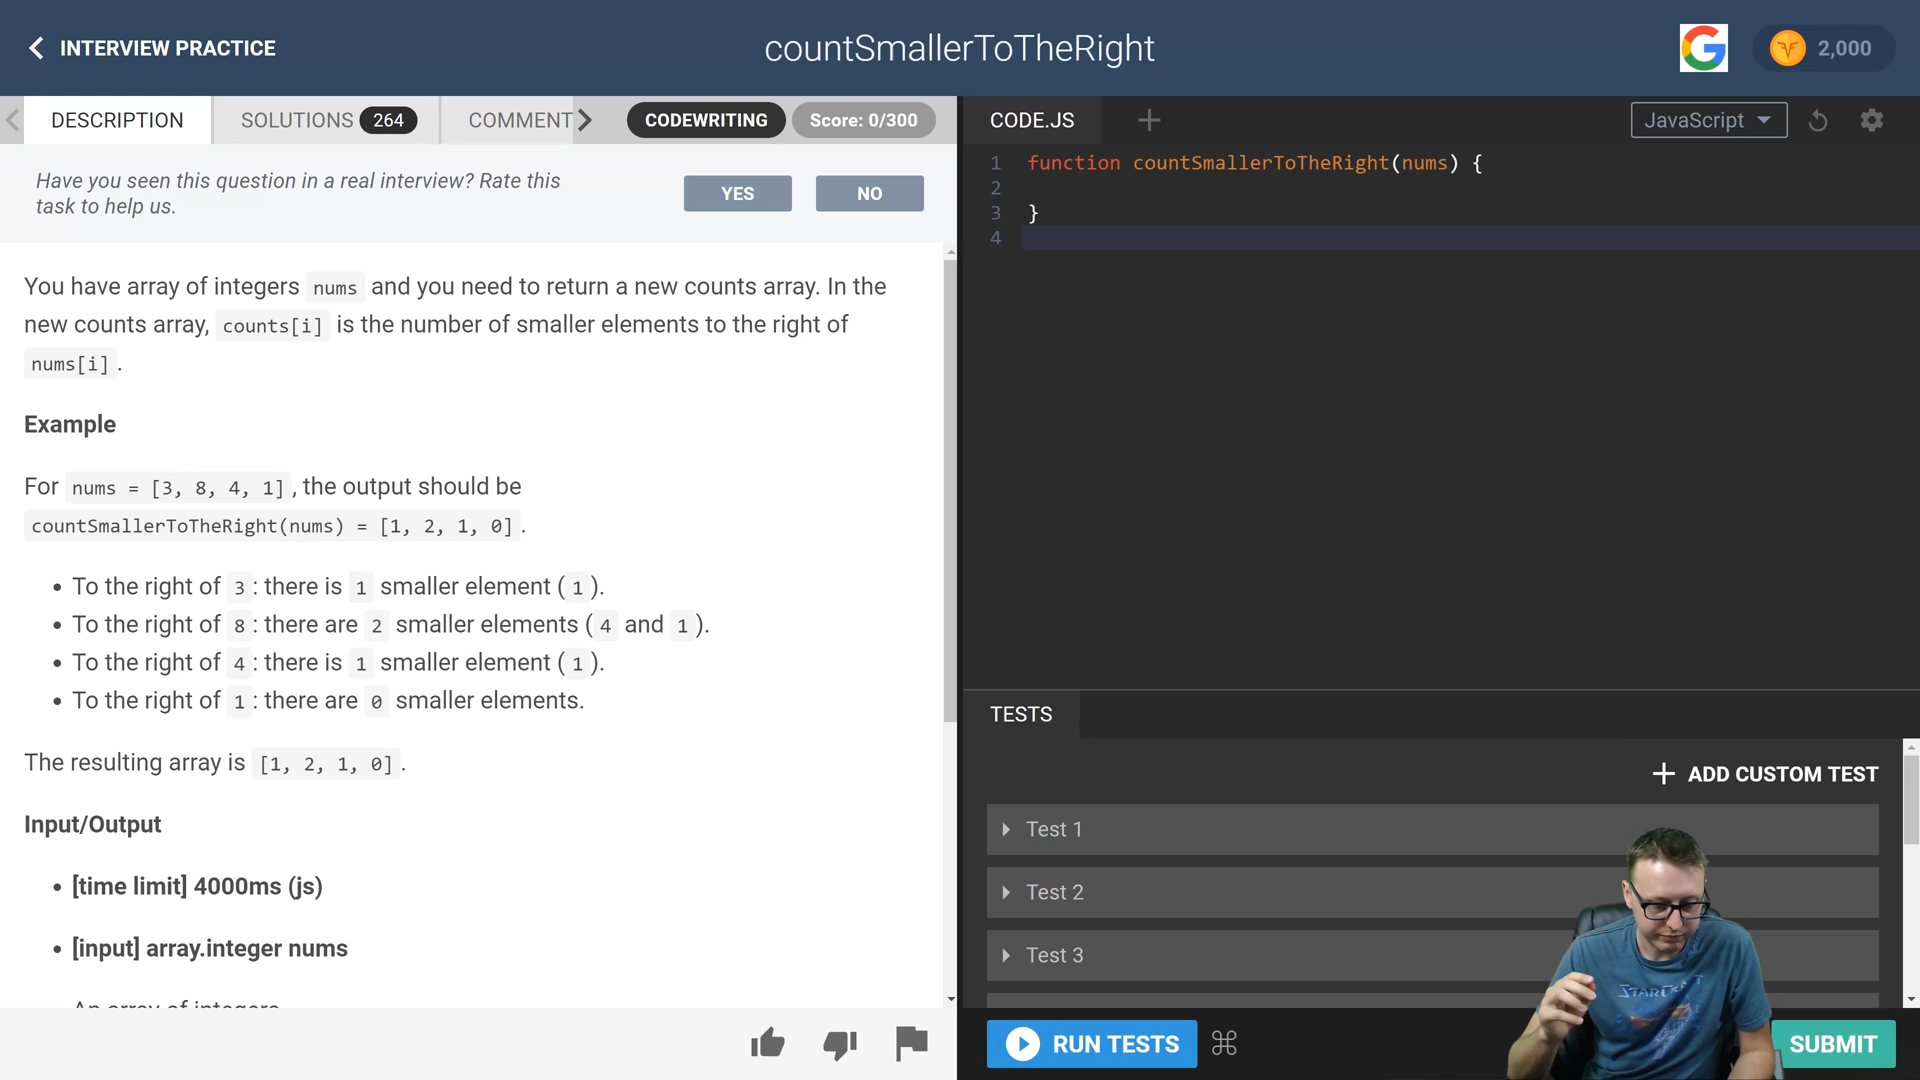 INTERVIEW PRACTICE
countSmallerToTheRight
2,000
DESCRIPTION
SOLUTIONS 264
COMMENT
CODEWRITING
Score: 0/300
Have you seen this question in a real interview? Rate this
task to help us.
YES
NO
You have array of integers nums and you need to return a new counts array. In the
new counts array, counts[i] is the number of smaller elements to the right of
nums[i].
Example
For nums = [3, 8, 4, 1], the output should be
countSmallerToTheRight(nums) = [1, 2, 1, 0].
• To the right of 3: there is 1 smaller element (1).
• To the right of 8: there are 2 smaller elements (4 and 1).
• To the right of 4: there is 1 smaller element (1).
• To the right of 1: there are 0 smaller elements.
The resulting array is [1, 2, 1, 0].
Input/Output
• [time limit] 4000ms (js)
• [input] array.integer nums
An array of integers
CODE.JS
JavaScript
1 function countSmallerToTheRight(nums) {
2
3 }
4
TESTS
+ ADD CUSTOM TEST
Test 1
Test 2
Test 3
RUN TESTS
⌘
STARCRAFT
SUBMIT